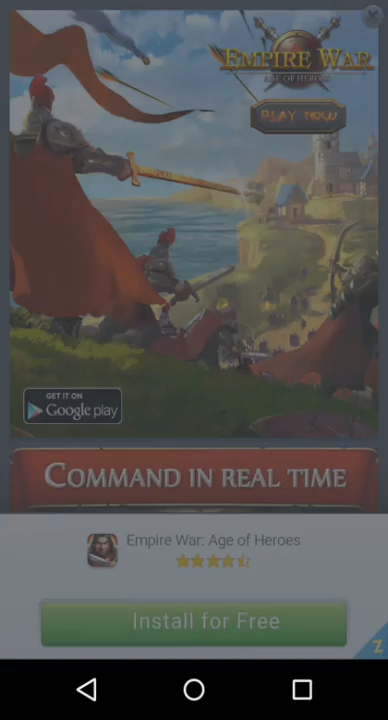 EMPIRE WAR
AGE OF HEROES
PLAY NOW
GET IT ON
Google play
COMMAND IN REAL TIME
Empire War: Age of Heroes
Install for Free
Z